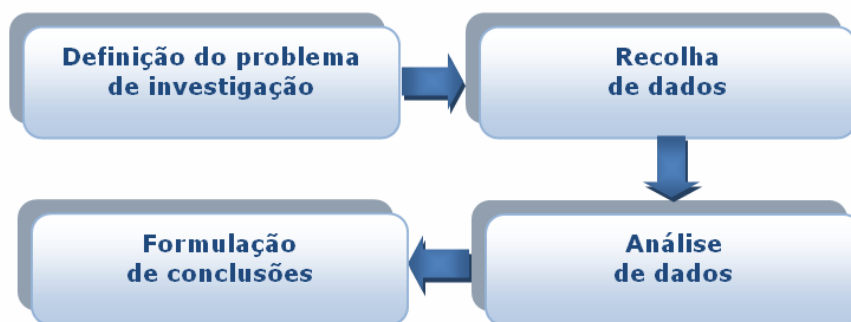 Definição do problema
de investigação
Recolha
de dados
Formulação
de conclusões
Análise
de dados